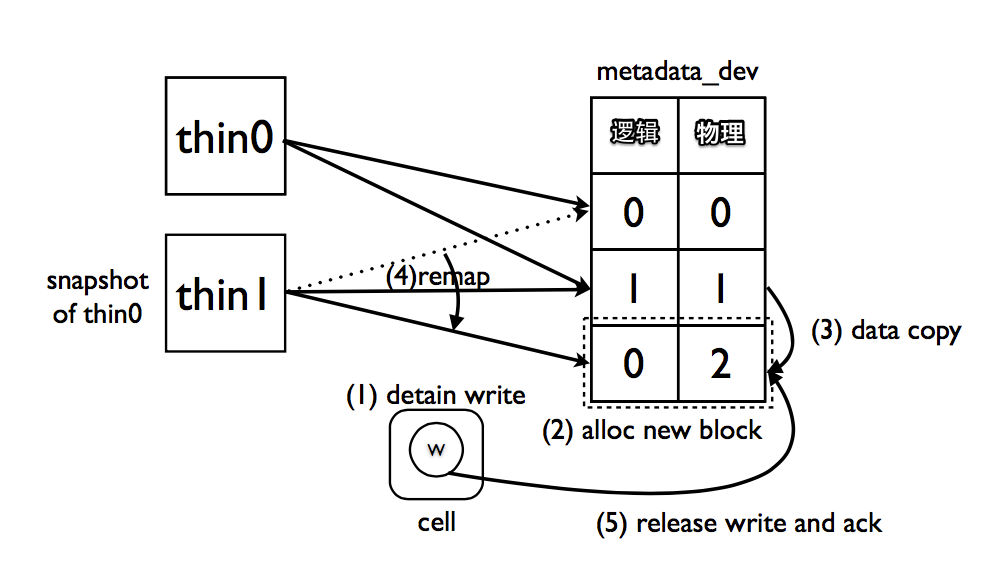 metadata_dev
thin0
逻辑 物理
0 0
snapshot
of thin0
thin1
(4)remap
1 1
(3) data copy
0 2
(1) detain write
(2) alloc new block
w
cell
(5) release write and ack